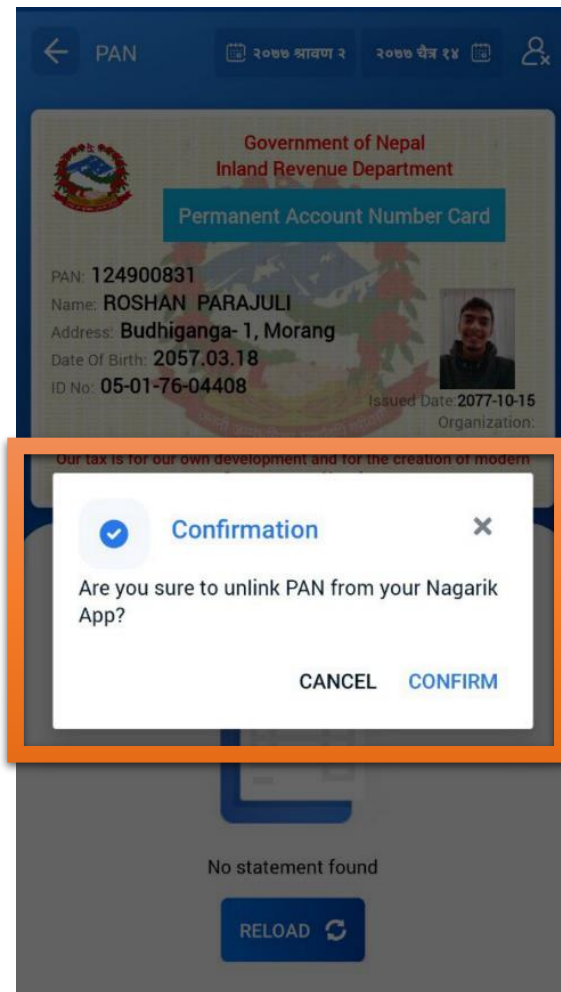 PAN
२०७७ श्रावण २
२०७७ चैत्र १४
Government of Nepal
Inland Revenue Department
Permanent Account Number Card
PAN: 124900831
Name: ROSHAN PARAJULI
Address: Budhiganga- 1, Morang
Date Of Birth: 2057.03.18
ID No: 05-01-76-04408
Issued Date:2077-10-15
Organization:
Our tax is for our own development and for the creation of modern
Confirmation
Are you sure to unlink PAN from your Nagarik
App?
CANCEL CONFIRM
No statement found
RELOAD